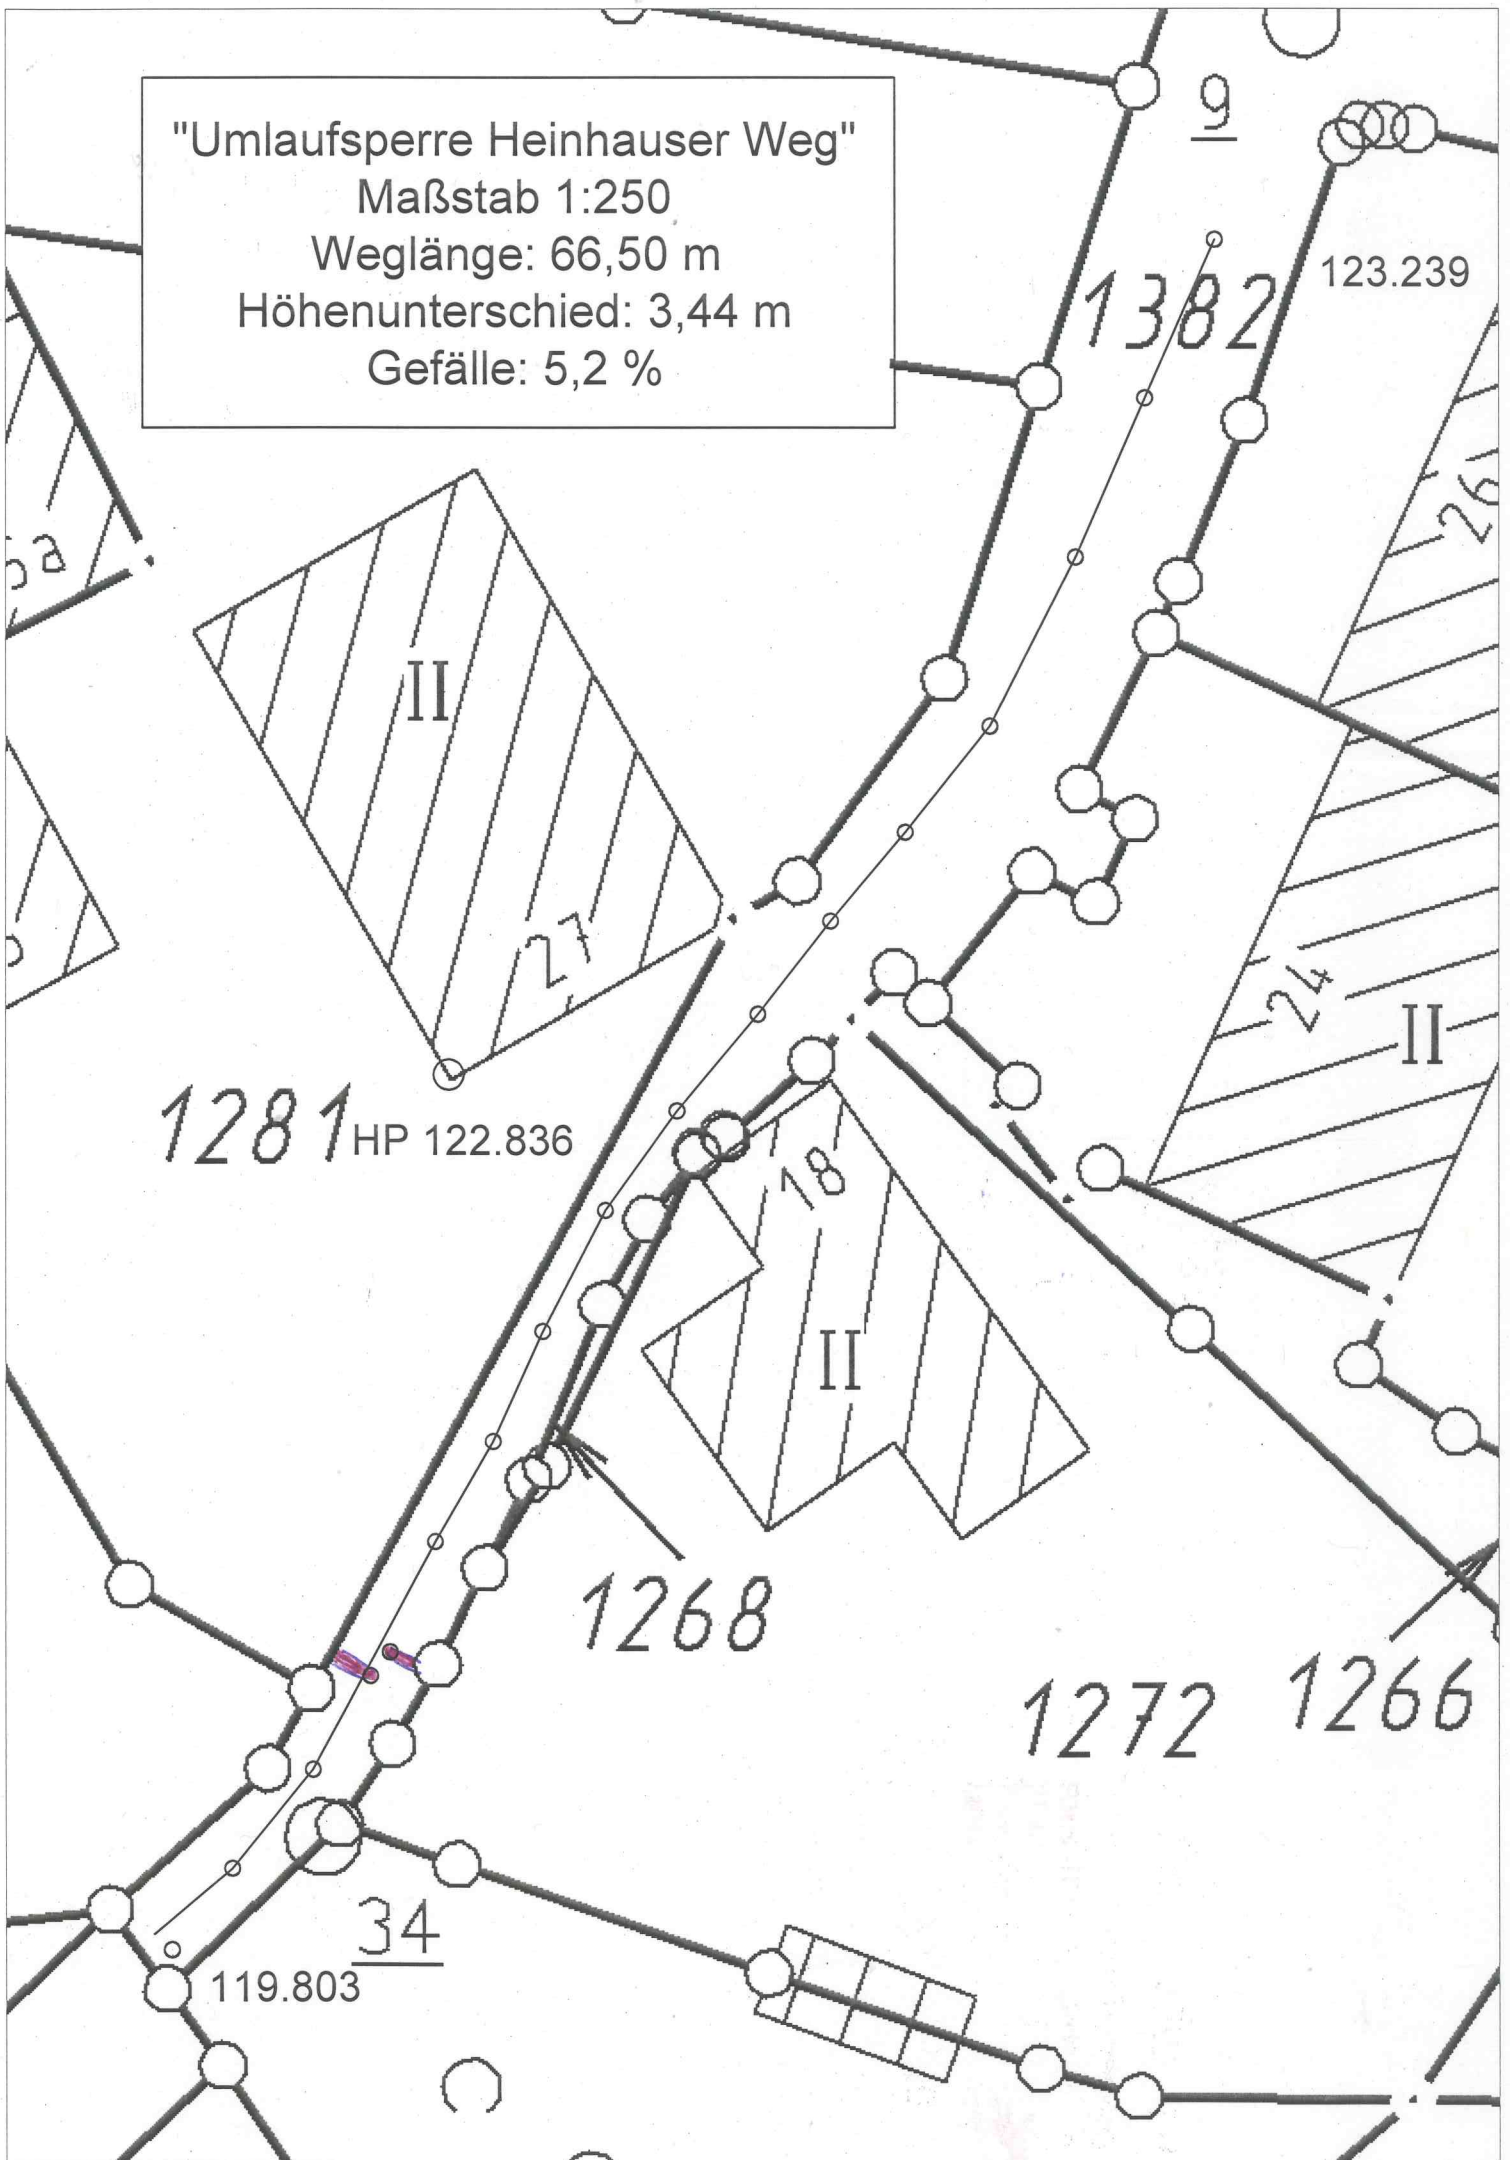 9
"Umlaufsperre Heinhauser Weg"
Maßstab 1:250
Weglänge: 66,50 m
Höhenunterschied: 3,44 m
Gefälle: 5,2 %
1382
123.239
26
a
II
27
24
II
1281
HP 122.836
18
II
1268
1272
1266
34
119.803